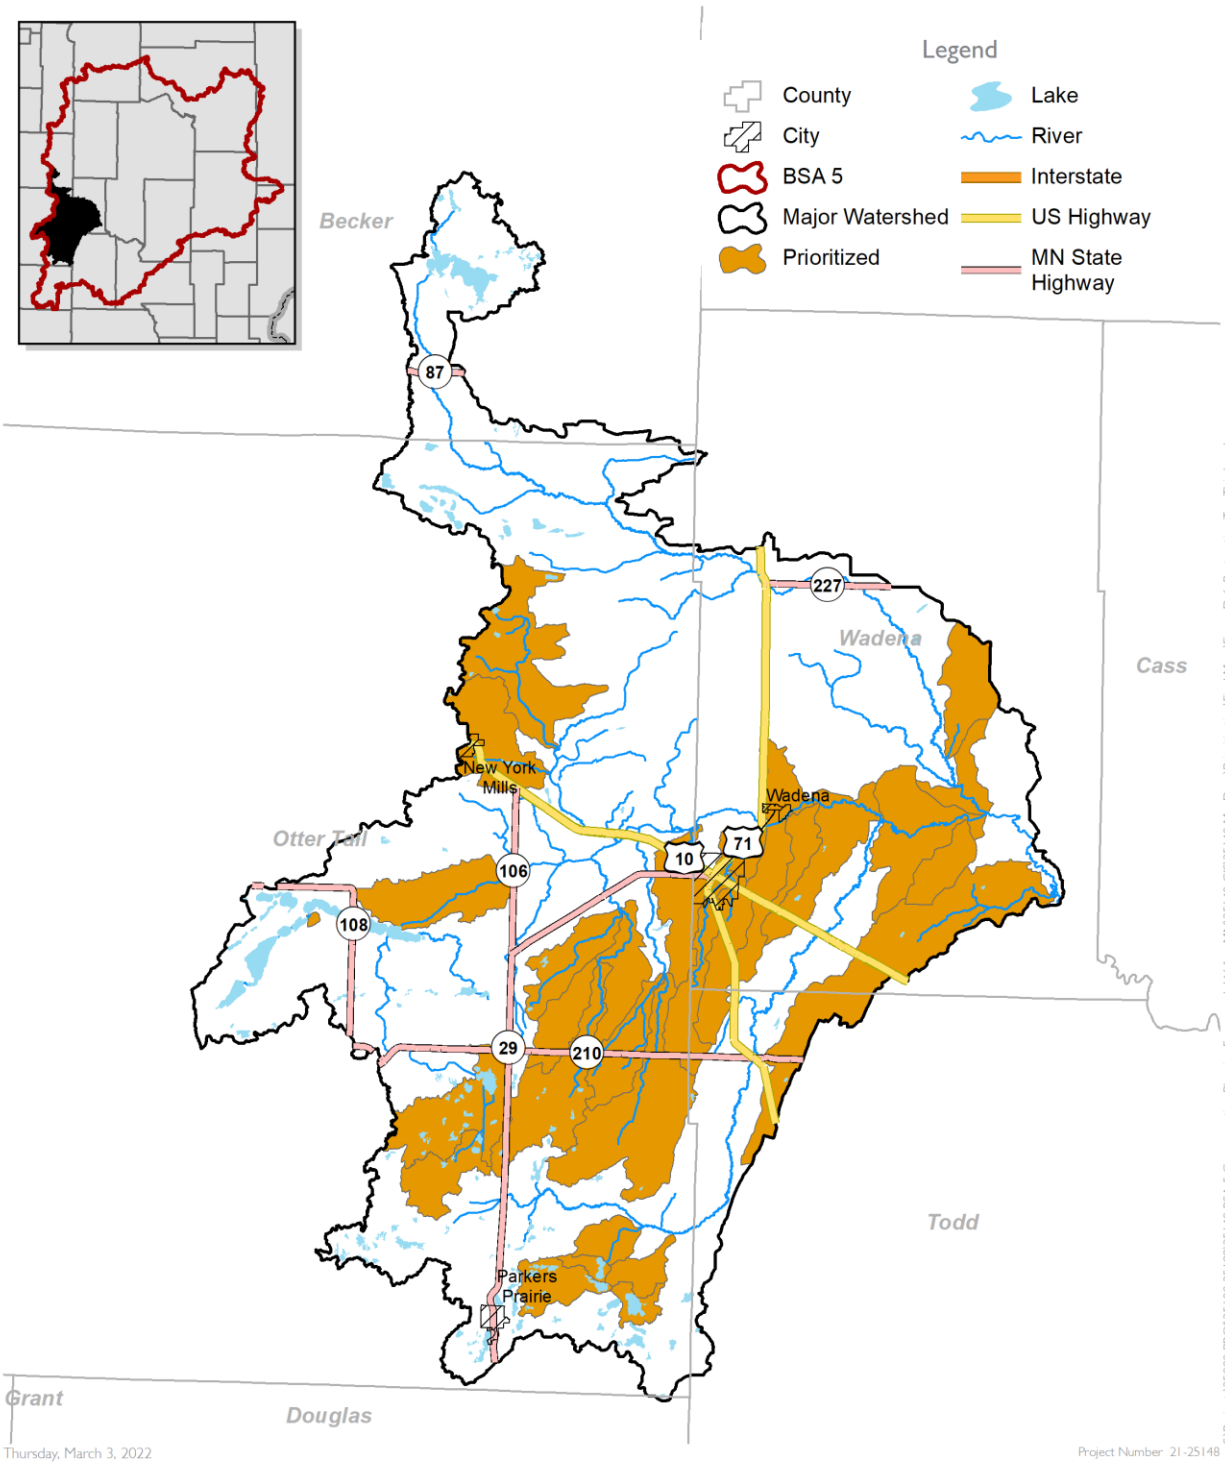 Legend
County
City
BSA 5
Major Watershed
Prioritized
Lake
River
Interstate
US Highway
MN State
Highway
Becker
87
227
Wadena
Cass
New York
Mills
Wadena
Otter Tail
71
10
106
108
29
210
Todd
Parkers
Prairie
Grant
Douglas
Thursday, March 3, 2022
Project Number 21-25148